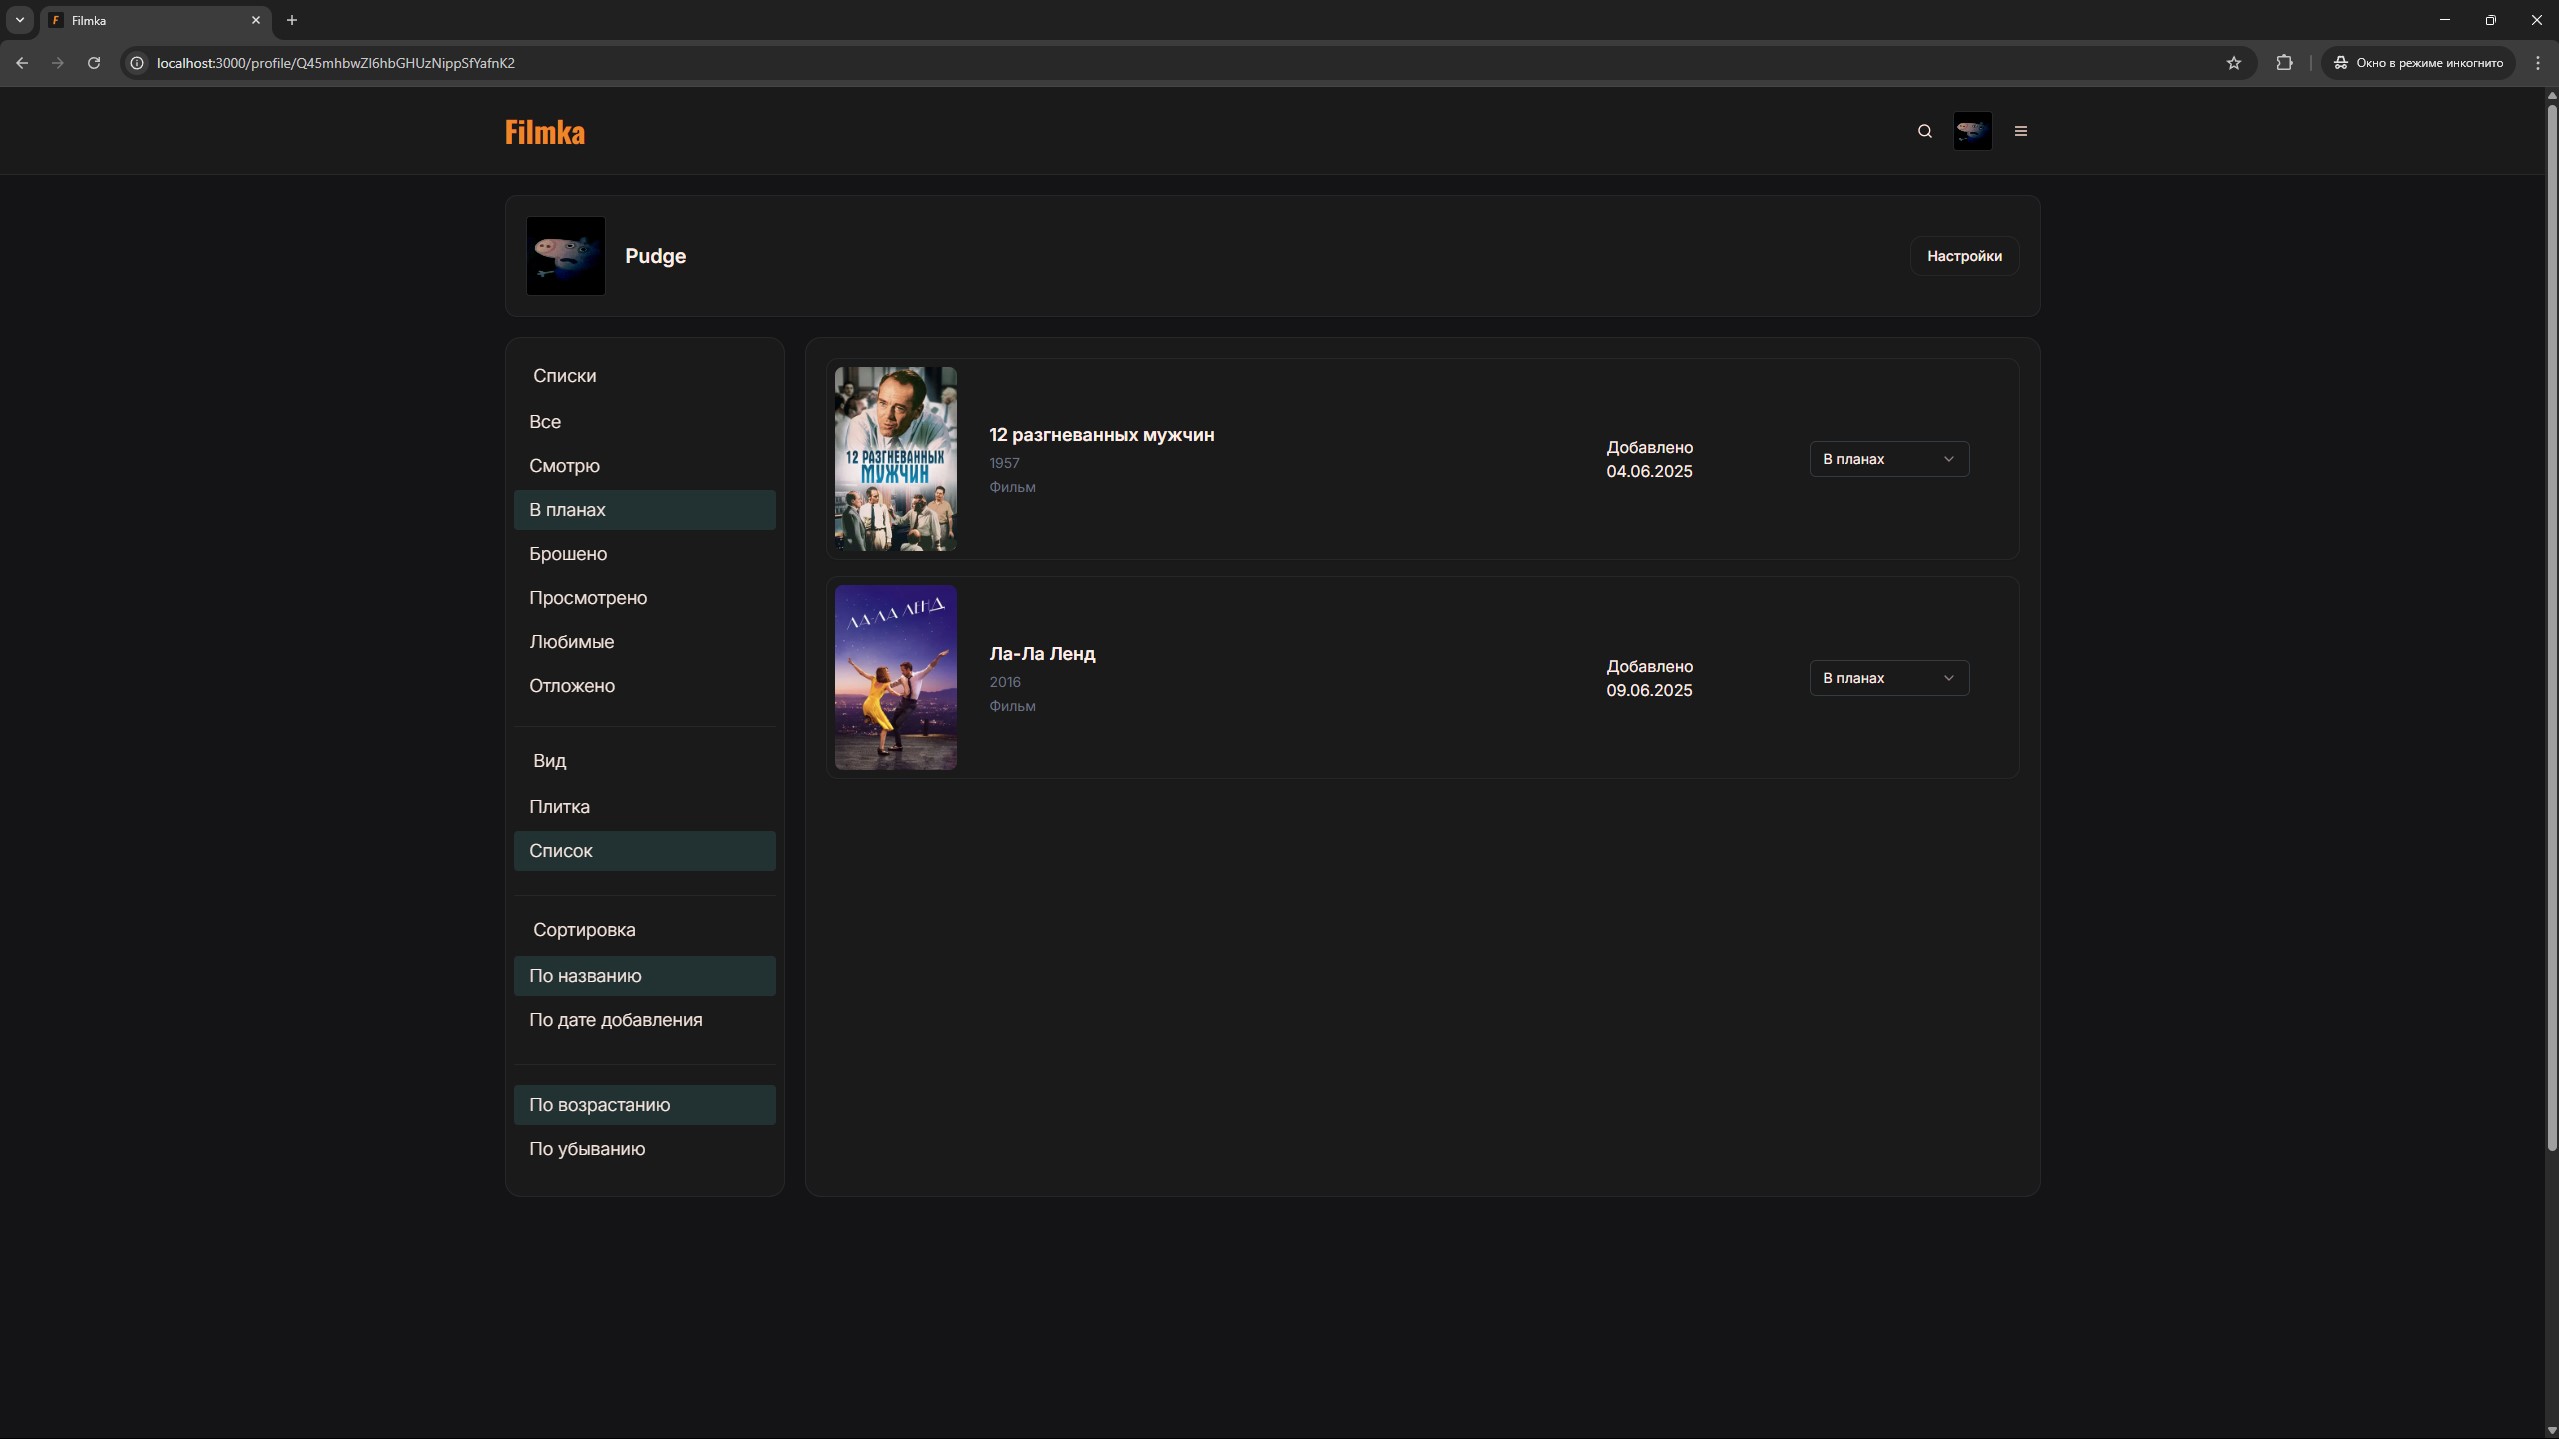 Filmka
localhost:3000/profile/Q45mhbwZI6hbGHUzNippSfYafnK2
Окно в режиме инкогнито
Filmka
Pudge
Настройки
Списки
Все
Смотрю
В планах
Брошено
Просмотрено
Любимые
Отложено
Вид
Плитка
Список
Сортировка
По названию
По дате добавления
По возрастанию
По убыванию
12 РАЗГНЕВАННЫХ
МУЖЧИН
12 разгневанных мужчин
1957
Фильм
Добавлено
04.06.2025
В планах
ЛА-ЛА ЛЕНД
Ла-Ла Ленд
2016
Фильм
Добавлено
09.06.2025
В планах